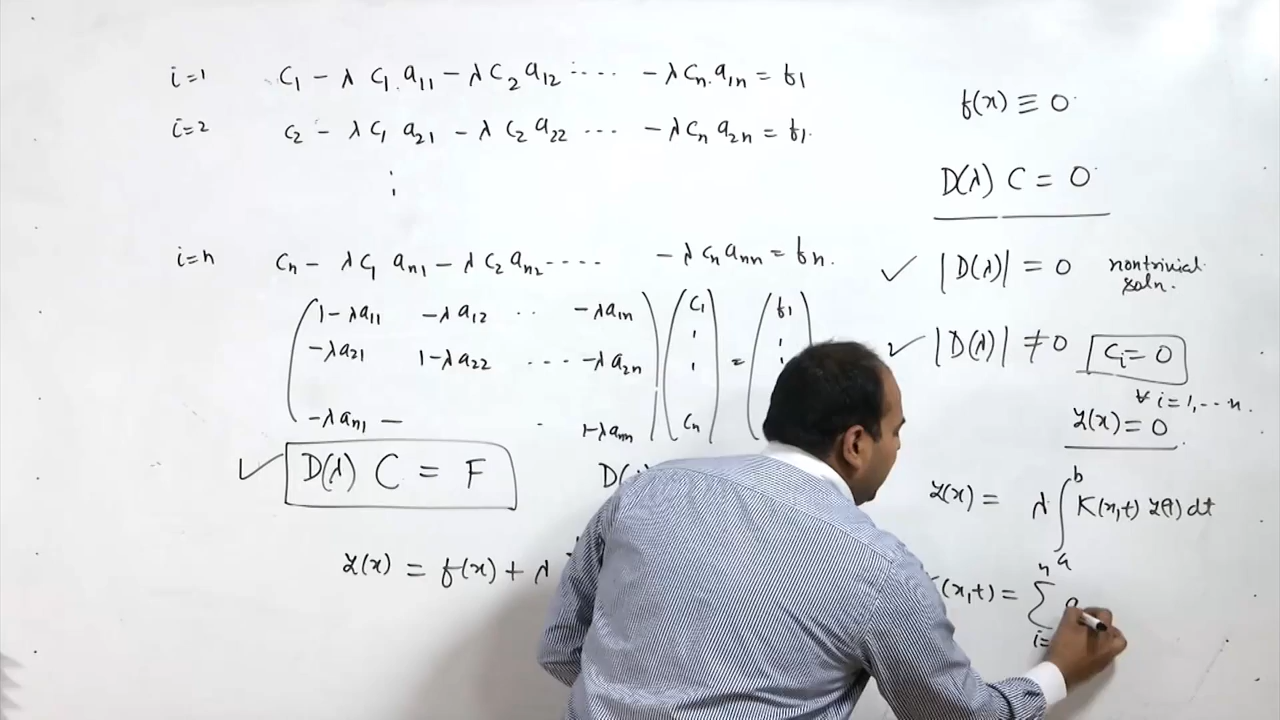 i=1 C₁ − λ C₁ a₁₁ − λ C₂ a₁₂ ···· − λ Cₙ a₁ₙ = f₁
i=2 C₂ − λ C₁ a₂₁ − λ C₂ a₂₂ ··· − λ Cₙ a₂ₙ = f₁.
⋮
i=n Cₙ − λ C₁ aₙ₁ − λ C₂ aₙ₂ ···· − λ Cₙ aₙₙ = fₙ.
1−λa₁₁ −λa₁₂ ·· −λa₁ₙ C₁ f₁
−λa₂₁ 1−λa₂₂ ···· −λa₂ₙ =
−λaₙ₁ — · 1−λaₙₙ Cₙ
✓ D(λ) C = F D(
z(x) = f(x) + λ
f(x) ≡ 0
D(λ) C = 0
✓ |D(λ)| = 0 nontrivial
soln.
✓ |D(λ)| ≠ 0 Cᵢ = 0
∀ i = 1, ·· n.
z(x) = 0
z(x) = λ ∫ₐᵇ K(x,t) z(t) dt
(x,t) = Σⁿ i= a